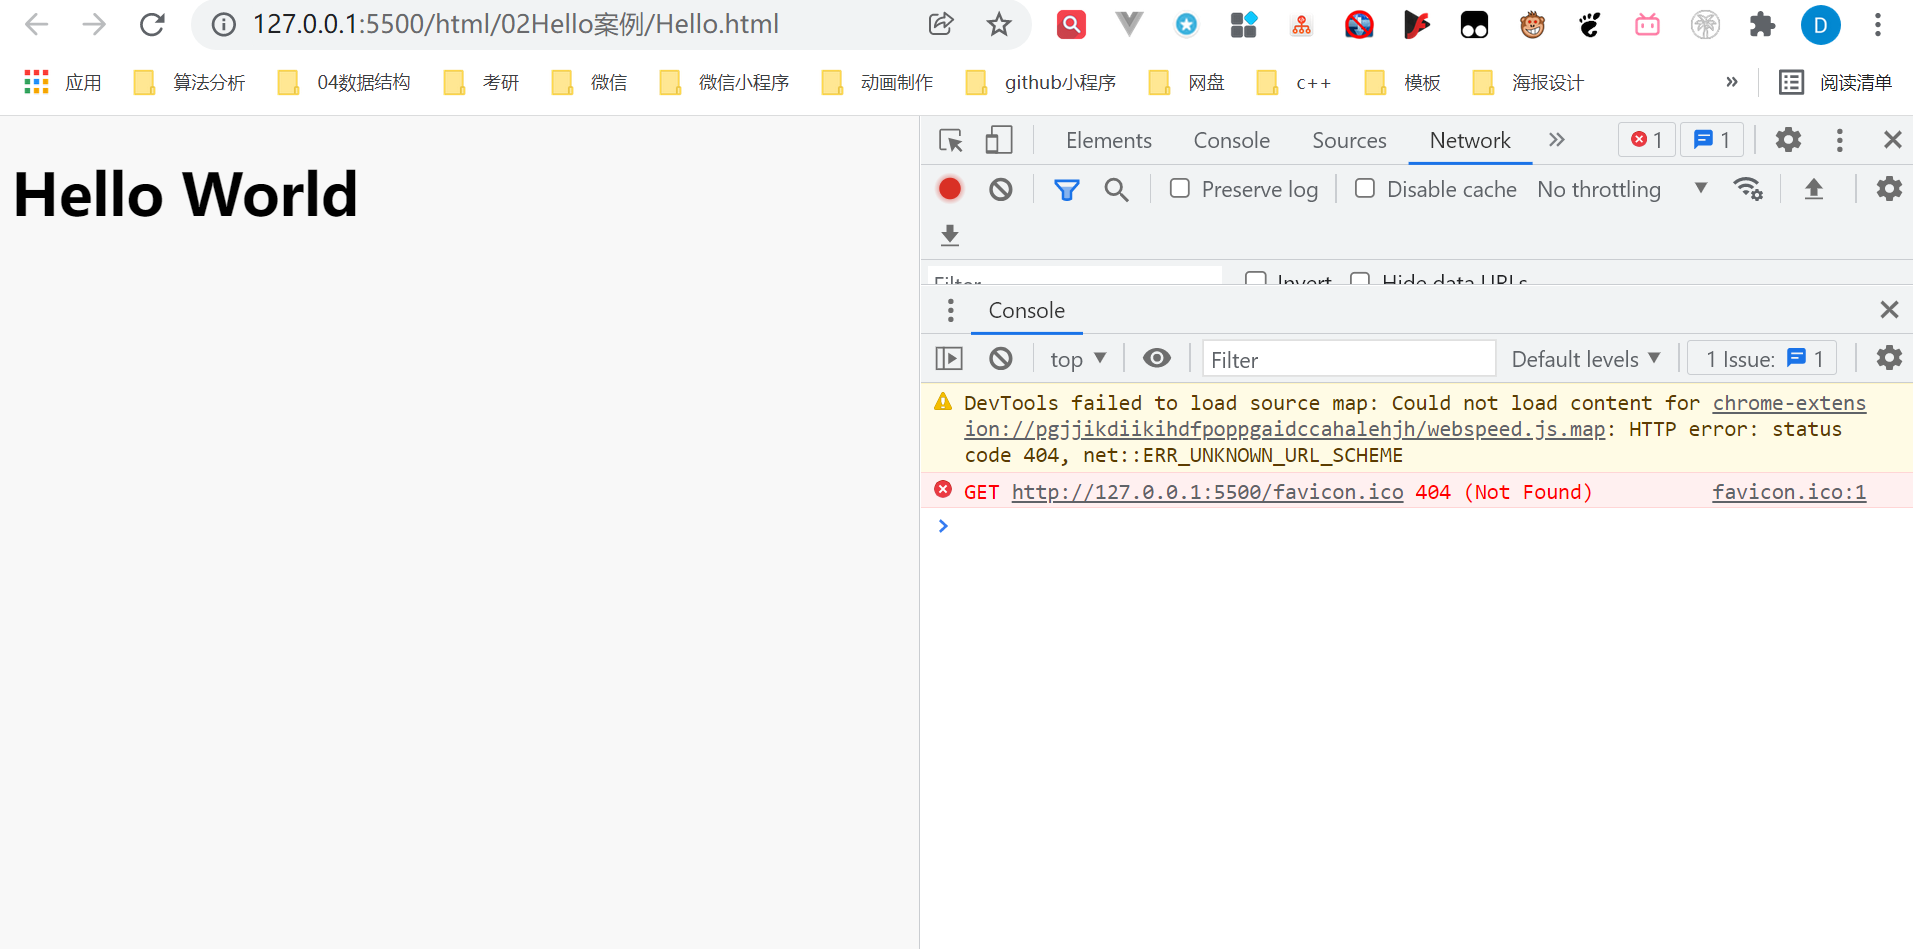 127.0.0.1:5500/html/02Hello案例/Hello.html
D
应用 算法分析 04数据结构 考研 微信 微信小程序 动画制作 github小程序 网盘 c++ 模板 海报设计 » 阅读清单
Elements Console Sources Network 1 1
Hello World
Preserve log Disable cache No throttling
Filter Invert Hide data URLs
Console
top Filter Default levels 1 Issue: 1
DevTools failed to load source map: Could not load content for chrome-extens
ion://pgjjikdiikihdfpoppgaidccahalehjh/webspeed.js.map: HTTP error: status
code 404, net::ERR_UNKNOWN_URL_SCHEME
GET http://127.0.0.1:5500/favicon.ico 404 (Not Found) favicon.ico:1